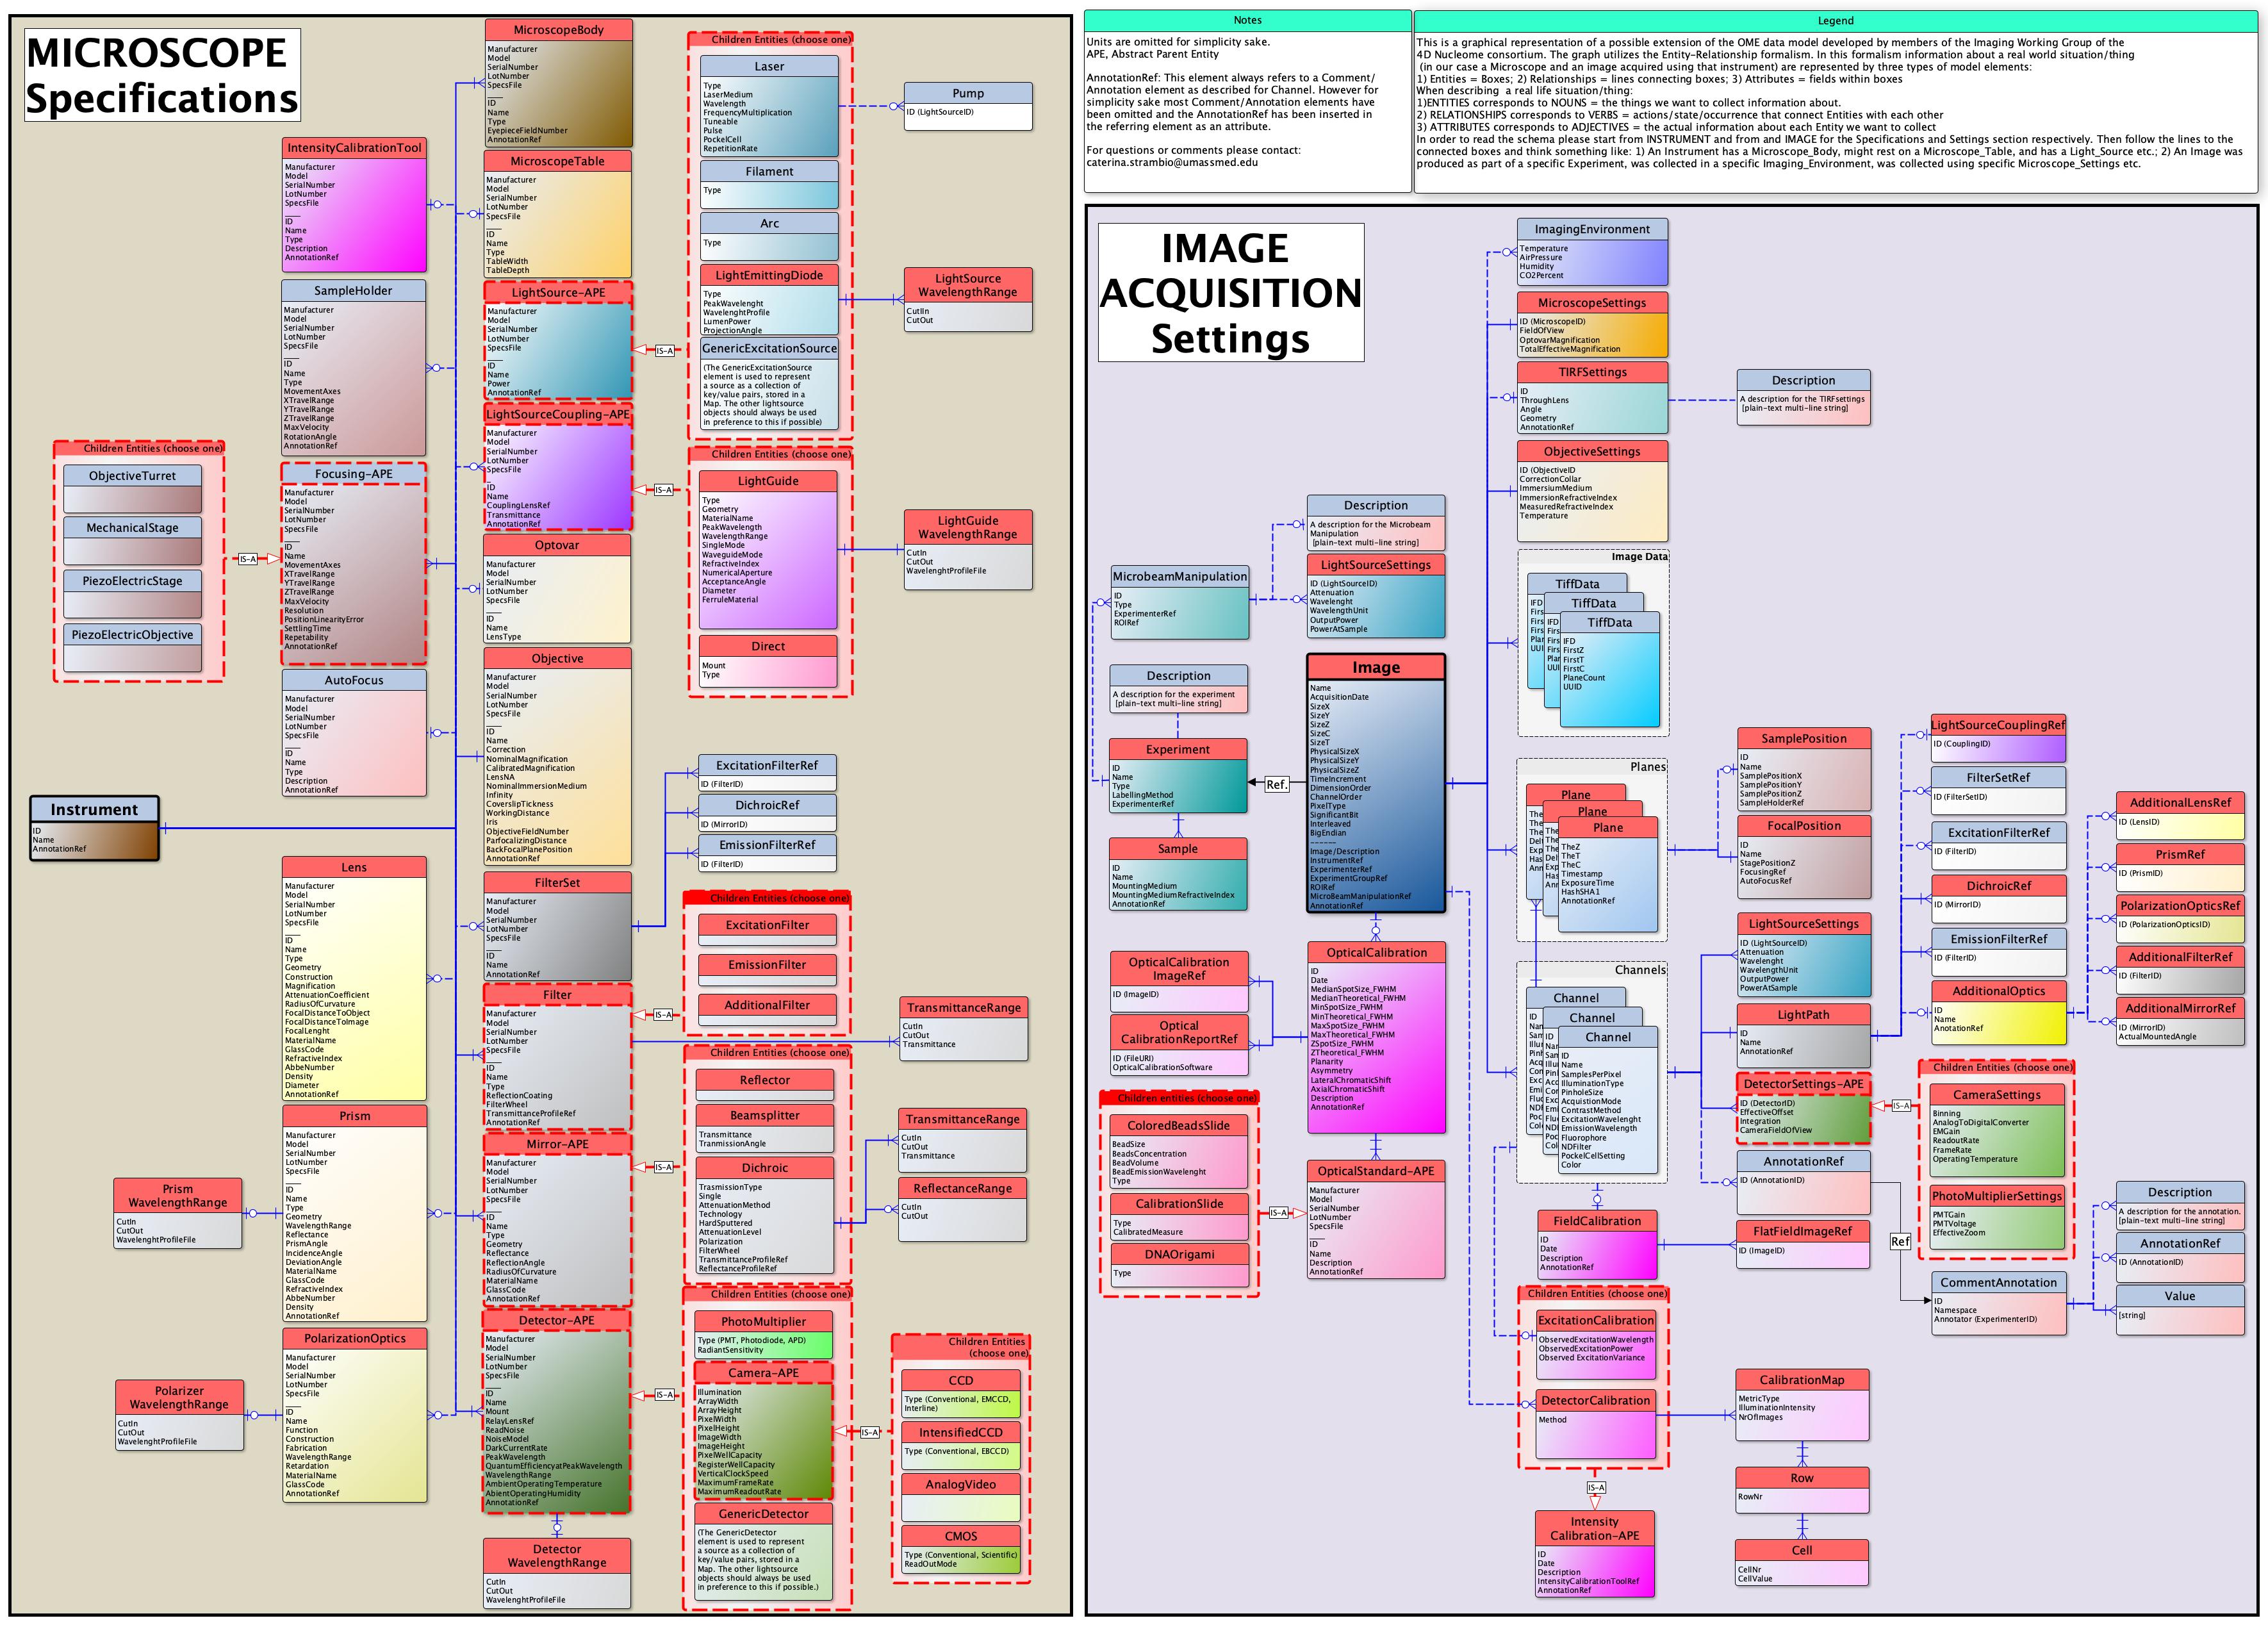 MICROSCOPE
Specifications
MicroscopeBody
Manufacturer
Model
SerialNumber
LotNumber
SpecsFile
ID
Name
Type
EyepieceFieldNumber
AnnotationRef
IntensityCalibrationTool
Manufacturer
Model
SerialNumber
LotNumber
SpecsFile
ID
Name
Type
Description
AnnotationRef
MicroscopeTable
Manufacturer
Model
SerialNumber
LotNumber
SpecsFile
ID
Name
Type
TableWidth
TableDepth
SampleHolder
Manufacturer
Model
SerialNumber
LotNumber
SpecsFile
ID
Name
Type
MovementAxes
XTravelRange
YTravelRange
ZTravelRange
MaxVelocity
RotationAngle
AnnotationRef
LightSource-APE
Manufacturer
Model
SerialNumber
LotNumber
SpecsFile
ID
Name
Power
AnnotationRef
IS-A
Children Entities (choose one)
Laser
Type
LaserMedium
Wavelength
FrequencyMultiplication
Tuneable
Pulse
PockelCell
RepetitionRate
Pump
ID (LightSourceID)
Filament
Type
Arc
Type
LightEmittingDiode
Type
PeakWavelenght
WavelenghtProfile
LumenPower
ProjectionAngle
LightSource
WavelengthRange
CutIIn
CutOut
GenericExcitationSource
(The GenericExcitationSource
element is used to represent
a source as a collection of
key/value pairs, stored in a
Map. The other lightsource
objects should always be used
in preference to this if possible)
LightSourceCoupling-APE
Manufacturer
Model
SerialNumber
LotNumber
SpecsFile
ID
Name
CouplingLensRef
Transmittance
AnnotationRef
IS-A
Children Entities (choose one)
LightGuide
Type
Geometry
MaterialName
PeakWavelength
WavelengthRange
SingleMode
WaveguideMode
RefractiveIndex
NumericalAperture
AcceptanceAngle
Diameter
FerruleMaterial
LightGuide
WavelengthRange
CutIn
CutOut
WavelenghtProfileFile
Direct
Mount
Type
Children Entities (choose one)
ObjectiveTurret
MechanicalStage
PiezoElectricStage
PiezoElectricObjective
IS-A
Focusing-APE
Manufacturer
Model
SerialNumber
LotNumber
SpecsFile
ID
Name
MovementAxes
XTravelRange
YTravelRange
ZTravelRange
MaxVelocity
Resolution
PositionLinearityError
SettlingTime
Repetability
AnnotationRef
Optovar
Manufacturer
Model
SerialNumber
LotNumber
SpecsFile
ID
Name
LensType
AutoFocus
Manufacturer
Model
SerialNumber
LotNumber
SpecsFile
ID
Name
Type
Description
AnnotationRef
Objective
Manufacturer
Model
SerialNumber
LotNumber
SpecsFile
ID
Name
Correction
NominalMagnification
CalibratedMagnification
LensNA
NominalImmersionMedium
Infinity
CoverslipTickness
WorkingDistance
Iris
ObjectiveFieldNumber
ParfocalizingDistance
BackFocalPlanePosition
AnnotationRef
Instrument
ID
Name
AnnotationRef
ExcitationFilterRef
ID (FilterID)
DichroicRef
ID (MirrorID)
EmissionFilterRef
ID (FilterID)
FilterSet
Manufacturer
Model
SerialNumber
LotNumber
SpecsFile
ID
Name
AnnotationRef
Lens
Manufacturer
Model
SerialNumber
LotNumber
SpecsFile
ID
Name
Type
Geometry
Construction
Magnification
AttenuationCoefficient
RadiusOfCurvature
FocalDistanceToObject
FocalDistanceToImage
FocalLenght
MaterialName
GlassCode
RefractiveIndex
AbbeNumber
Density
Diameter
AnnotationRef
Filter
Manufacturer
Model
SerialNumber
LotNumber
SpecsFile
ID
Name
Type
ReflectionCoating
FilterWheel
TransmittanceProfileRef
AnnotationRef
IS-A
Children Entities (choose one)
ExcitationFilter
EmissionFilter
AdditionalFilter
TransmittanceRange
CutIn
CutOut
Transmittance
Prism
Manufacturer
Model
SerialNumber
LotNumber
SpecsFile
ID
Name
Type
Geometry
WavelengthRange
Reflectance
PrismAngle
IncidenceAngle
DeviationAngle
MaterialName
GlassCode
RefractiveIndex
AbbeNumber
Density
AnnotationRef
Prism
WavelengthRange
CutIn
CutOut
WavelenghtProfileFile
Mirror-APE
Manufacturer
Model
SerialNumber
LotNumber
SpecsFile
ID
Name
Type
Geometry
Reflectance
ReflectionAngle
RadiusOfCurvature
MaterialName
GlassCode
AnnotationRef
IS-A
Children Entities (choose one)
Reflector
Beamsplitter
Transmittance
TranmissionAngle
Dichroic
TrasmissionType
Single
AttenuationMethod
Technology
HardSputtered
AttenuationLevel
Polarization
FilterWheel
TransmittanceProfileRef
ReflectanceProfileRef
TransmittanceRange
CutIn
CutOut
Transmittance
ReflectanceRange
CutIn
CutOut
PolarizationOptics
Manufacturer
Model
SerialNumber
LotNumber
SpecsFile
ID
Name
Function
Construction
Fabrication
WavelengthRange
Retardation
MaterialName
GlassCode
AnnotationRef
Polarizer
WavelengthRange
CutIn
CutOut
WavelenghtProfileFile
Detector-APE
Manufacturer
Model
SerialNumber
LotNumber
SpecsFile
ID
Name
Mount
RelayLensRef
ReadNoise
NoiseModel
DarkCurrentRate
PeakWavelength
QuantumEfficiencyatPeakWavelength
WavelengthRange
AmbientOperatingTemperature
AbientOperatingHumidity
AnnotationRef
Detector
WavelengthRange
CutIn
CutOut
WavelenghtProfileFile
IS-A
Children Entities (choose one)
PhotoMultiplier
Type (PMT, Photodiode, APD)
RadiantSensitivity
Camera-APE
Illumination
ArrayWidth
ArrayHeight
PixelWidth
PixelHeight
ImageWidth
ImageHeight
PixelWellCapacity
RegisterWellCapacity
VerticalClockSpeed
MaximumFrameRate
MaximumReadoutRate
GenericDetector
(The GenericDetector
element is used to represent
a source as a collection of
key/value pairs, stored in a
Map. The other lightsource
objects should always be used
in preference to this if possible.)
IS-A
Children Entities
(choose one)
CCD
Type (Conventional, EMCCD,
Interline)
IntensifiedCCD
Type (Conventional, EBCCD)
AnalogVideo
CMOS
Type (Conventional, Scientific)
ReadOutMode
Notes
Units are omitted for simplicity sake.
APE, Abstract Parent Entity
AnnotationRef: This element always refers to a Comment/
Annotation element as described for Channel. However for
simplicity sake most Comment/Annotation elements have
been omitted and the AnnotationRef has been inserted in
the referring element as an attribute.
For questions or comments please contact:
caterina.strambio@umassmed.edu
Legend
This is a graphical representation of a possible extension of the OME data model developed by members of the Imaging Working Group of the
4D Nucleome consortium. The graph utilizes the Entity-Relationship formalism. In this formalism information about a real world situation/thing
(in our case a Microscope and an image acquired using that instrument) are represented by three types of model elements:
1) Entities = Boxes; 2) Relationships = lines connecting boxes; 3) Attributes = fields within boxes
When describing a real life situation/thing:
1)ENTITIES corresponds to NOUNS = the things we want to collect information about.
2) RELATIONSHIPS corresponds to VERBS = actions/state/occurrence that connect Entities with each other
3) ATTRIBUTES corresponds to ADJECTIVES = the actual information about each Entity we want to collect
In order to read the schema please start from INSTRUMENT and from and IMAGE for the Specifications and Settings section respectively. Then follow the lines to the
connected boxes and think something like: 1) An Instrument has a Microscope_Body, might rest on a Microscope_Table, and has a Light_Source etc.; 2) An Image was
produced as part of a specific Experiment, was collected in a specific Imaging_Environment, was collected using specific Microscope_Settings etc.
IMAGE
ACQUISITION
Settings
ImagingEnvironment
Temperature
AirPressure
Humidity
CO2Percent
MicroscopeSettings
ID (MicroscopeID)
FieldOfView
OptovarMagnification
TotalEffectiveMagnification
TIRFSettings
ID
ThroughLens
Angle
Geometry
AnnotationRef
Description
A description for the TIRFsettings
[plain-text multi-line string]
ObjectiveSettings
ID (ObjectiveID
CorrectionCollar
ImmersiumMedium
ImmersionRefractiveIndex
MeasuredRefractiveIndex
Temperature
Description
A description for the Microbeam
Manipulation
[plain-text multi-line string]
MicrobeamManipulation
ID
Type
ExperimenterRef
ROIRef
LightSourceSettings
ID (LightSourceID)
Attenuation
Wavelenght
WavelengthUnit
OutputPower
PowerAtSample
Image Data
TiffData
TiffData
TiffData
IFD
FirstZ
FirstT
FirstC
PlaneCount
UUID
Description
A description for the experiment
[plain-text multi-line string]
Experiment
ID
Name
Type
LabellingMethod
ExperimenterRef
Ref.
Sample
ID
Name
MountingMedium
MountingMediumRefractiveIndex
AnnotationRef
Image
Name
AcquisitionDate
SizeX
SizeY
SizeZ
SizeC
SizeT
PhysicalSizeX
PhysicalSizeY
PhysicalSizeZ
TimeIncrement
DimensionOrder
ChannelOrder
PixelType
SignificantBit
Interleaved
BigEndian
Image/Description
InstrumentRef
ExperimenterRef
ExperimentGroupRef
ROIRef
MicroBeamManipulationRef
AnnotationRef
Planes
Plane
Plane
Plane
TheZ
TheT
TheC
Timestamp
ExposureTime
HashSHA1
AnnotationRef
SamplePosition
ID
Name
SamplePositionX
SamplePositionY
SamplePositionZ
SampleHolderRef
FocalPosition
ID
Name
StagePositionZ
FocusingRef
AutoFocusRef
OpticalCalibration
ImageRef
ID (ImageID)
Optical
CalibrationReportRef
ID (FileURI)
OpticalCalibrationSoftware
OpticalCalibration
ID
Date
MedianSpotSize_FWHM
MedianTheoretical_FWHM
MinSpotSize_FWHM
MinTheoretical_FWHM
MaxSpotSize_FWHM
MaxTheoretical_FWHM
ZSpotSize_FWHM
ZTheoretical_FWHM
Planarity
Asymmetry
LateralChromaticShift
AxialChromaticShift
Description
AnnotationRef
Children entities (choose one)
ColoredBeadsSlide
BeadSize
BeadsConcentration
BeadVolume
BeadEmissionWavelenght
Type
CalibrationSlide
Type
CalibratedMeasure
DNAOrigami
Type
IS-A
OpticalStandard-APE
Manufacturer
Model
SerialNumber
LotNumber
SpecsFile
ID
Name
Description
AnnotationRef
Channels
Channel
Channel
Channel
ID
Name
SamplesPerPixel
IlluminationType
PinholeSize
AcquistionMode
ContrastMethod
ExcitationWavelenght
EmissionWavelength
Fluorophore
NDFilter
PockelCellSetting
Color
LightSourceSettings
ID (LightSourceID)
Attenuation
Wavelenght
WavelengthUnit
OutputPower
PowerAtSample
LightPath
ID
Name
AnnotationRef
DetectorSettings-APE
ID (DetectorID)
EffectiveOffset
Integration
CameraFieldOfView
AnnotationRef
ID (AnnotationID)
LightSourceCouplingRef
ID (CouplingID)
FilterSetRef
ID (FilterSetID)
ExcitationFilterRef
ID (FilterID)
DichroicRef
ID (MirrorID)
EmissionFilterRef
ID (FilterID)
AdditionalOptics
ID
Name
AnotationRef
AdditionalLensRef
ID (LensID)
PrismRef
ID (PrismID)
PolarizationOpticsRef
ID (PolarizationOpticsID)
AdditionalFilterRef
ID (FilterID)
AdditionalMirrorRef
ID (MirrorID)
ActualMountedAngle
IS-A
Children Entities (choose one)
CameraSettings
Binning
AnalogToDigitalConverter
EMGain
ReadoutRate
FrameRate
OperatingTemperature
PhotoMultiplierSettings
PMTGain
PMTVoltage
EffectiveZoom
Ref
CommentAnnotation
ID
Namespace
Annotator (ExperimenterID)
Description
A description for the annotation.
[plain-text multi-line string]
AnnotationRef
ID (AnnotationID)
Value
[string]
FieldCalibration
ID
Date
Description
AnnotationRef
FlatFieldImageRef
ID (ImageID)
Children Entities (choose one)
ExcitationCalibration
ObservedExcitationWavelength
ObservedExcitationPower
Observed ExcitationVariance
DetectorCalibration
Method
IS-A
Intensity
Calibration-APE
ID
Date
Description
IntensityCalibrationToolRef
AnnotationRef
CalibrationMap
MetricType
IlluminationIntensity
NrOfImages
Row
RowNr
Cell
CellNr
CellValue